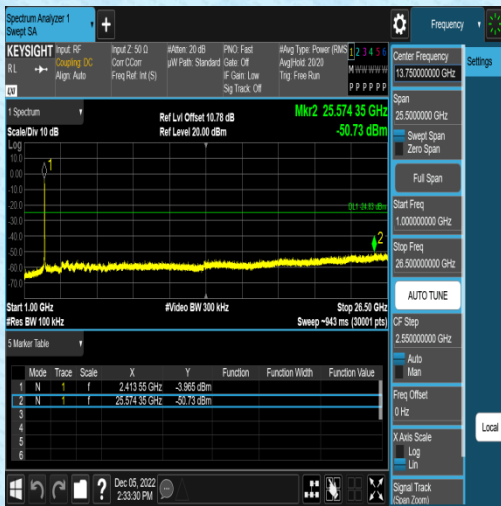 Spectrum Analyzer 1
Swept SA
Frequency
Settings
KEYSIGHT
RL
LXI
Input: RF
Coupling: DC
Align: Auto
Input Z: 50 Ω
Corr CCorr
Freq Ref: Int (S)
#Atten: 20 dB
µW Path: Standard
PNO: Fast
Gate: Off
IF Gain: Low
Sig Track: Off
#Avg Type: Power (RMS
Avg|Hold: 20/20
Trig: Free Run
1 2 3 4 5 6
M W W W W W
P P P P P P
1 Spectrum
Scale/Div 10 dB
Ref Lvl Offset 10.78 dB
Ref Level 20.00 dBm
Mkr2 25.574 35 GHz
-50.73 dBm
Log
10.0
0.00
-10.0
-20.0
-30.0
-40.0
-50.0
-60.0
-70.0
1
2
DL1 -24.83 dBm
Start 1.00 GHz
#Video BW 300 kHz
Stop 26.50 GHz
#Res BW 100 kHz
Sweep ~943 ms (30001 pts)
5 Marker Table
Mode Trace Scale X Y Function Function Width Function Value
1 N 1 f 2.413 55 GHz -3.965 dBm
2 N 1 f 25.574 35 GHz -50.73 dBm
3
4
5
6
Dec 05, 2022
2:33:30 PM
Center Frequency
13.750000000 GHz
Span
25.5000000 GHz
Swept Span
Zero Span
Full Span
Start Freq
1.000000000 GHz
Stop Freq
26.500000000 GHz
AUTO TUNE
CF Step
2.550000000 GHz
Auto
Man
Freq Offset
0 Hz
X Axis Scale
Log
Lin
Signal Track
(Span Zoom)
Local